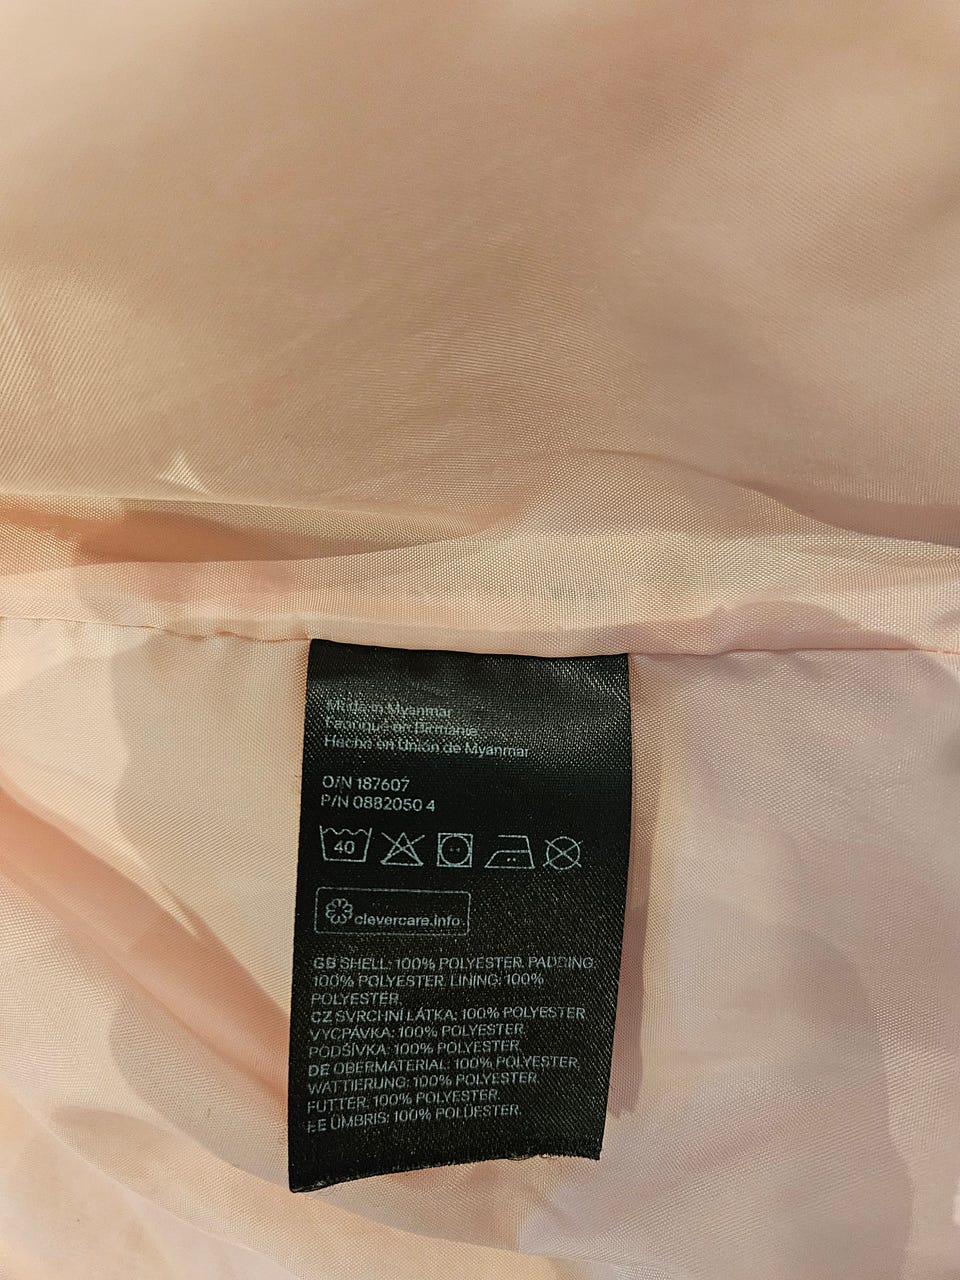 Made in Myanmar
Fabriqué en Birmanie
Hecho en Unión de Myanmar
O/N 187607
P/N 0882050 4
40
clevercare.info
GB SHELL: 100% POLYESTER. PADDING:
100% POLYESTER. LINING: 100%
POLYESTER.
CZ SVRCHNÍ LÁTKA: 100% POLYESTER.
VYCPÁVKA: 100% POLYESTER.
PODŠÍVKA: 100% POLYESTER.
DE OBERMATERIAL: 100% POLYESTER.
WATTIERUNG: 100% POLYESTER.
FUTTER: 100% POLYESTER.
EE ÜMBRIS: 100% POLÜESTER.